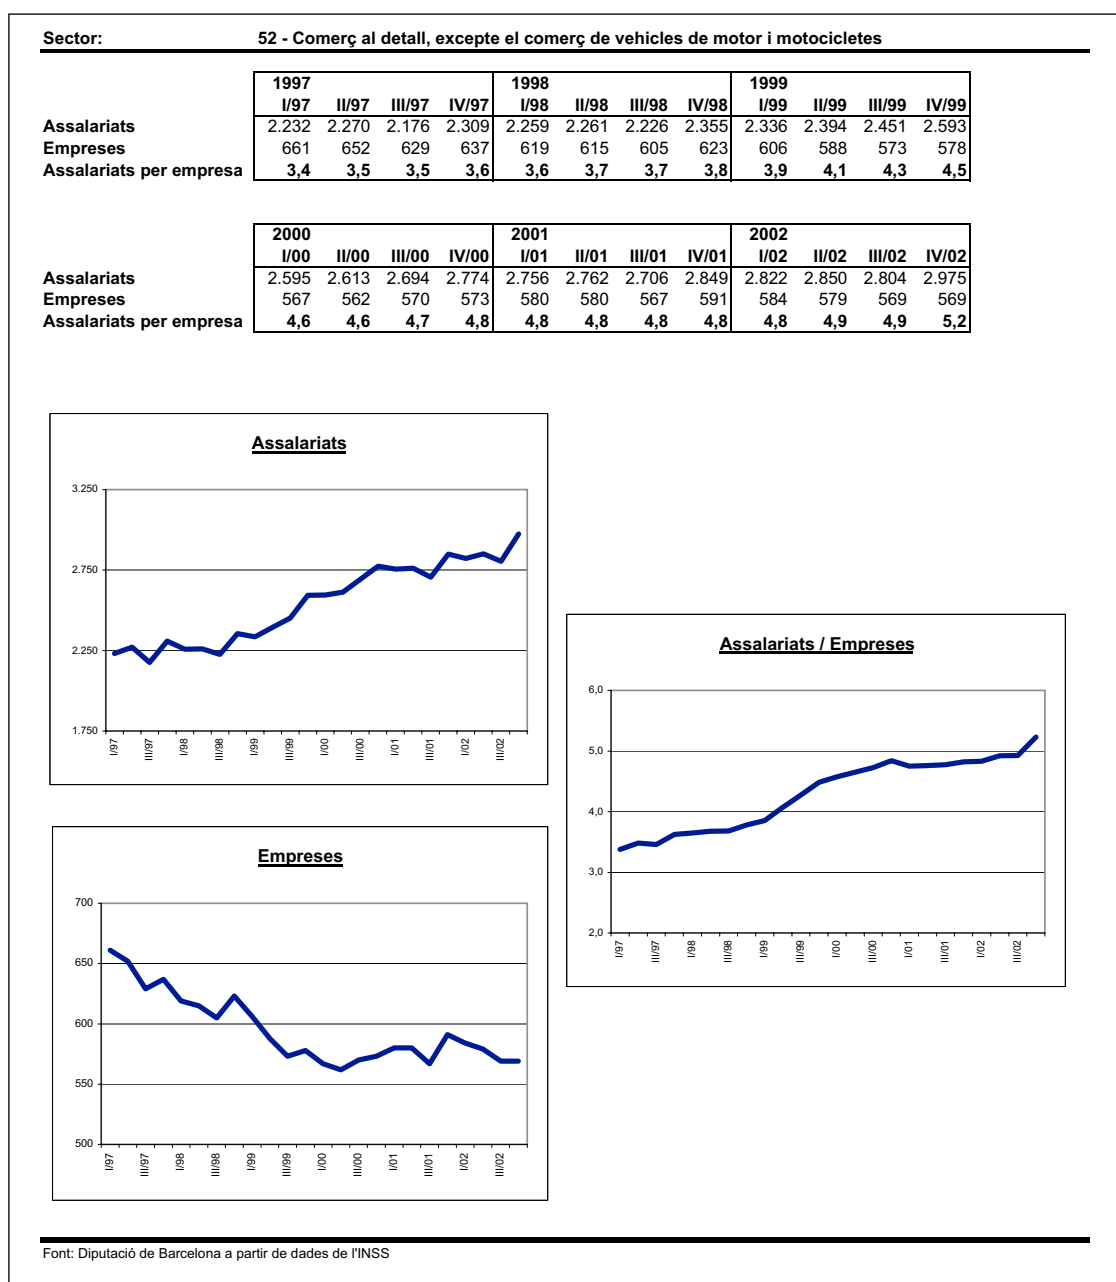 Sector: 52 - Comerç al detall, excepte el comerç de vehicles de motor i motocicletes
1997 1998 1999
I/97 II/97 III/97 IV/97 I/98 II/98 III/98 IV/98 I/99 II/99 III/99 IV/99
Assalariats 2.232 2.270 2.176 2.309 2.259 2.261 2.226 2.355 2.336 2.394 2.451 2.593
Empreses 661 652 629 637 619 615 605 623 606 588 573 578
Assalariats per empresa 3,4 3,5 3,5 3,6 3,6 3,7 3,7 3,8 3,9 4,1 4,3 4,5
2000 2001 2002
I/00 II/00 III/00 IV/00 I/01 II/01 III/01 IV/01 I/02 II/02 III/02 IV/02
Assalariats 2.595 2.613 2.694 2.774 2.756 2.762 2.706 2.849 2.822 2.850 2.804 2.975
Empreses 567 562 570 573 580 580 567 591 584 579 569 569
Assalariats per empresa 4,6 4,6 4,7 4,8 4,8 4,8 4,8 4,8 4,8 4,9 4,9 5,2
Assalariats
3.250
2.750
2.250
1.750
I/97 III/97 I/98 III/98 I/99 III/99 I/00 III/00 I/01 III/01 I/02 III/02
Assalariats / Empreses
6,0
5,0
4,0
3,0
2,0
I/97 III/97 I/98 III/98 I/99 III/99 I/00 III/00 I/01 III/01 I/02 III/02
Empreses
700
650
600
550
500
I/97 III/97 I/98 III/98 I/99 III/99 I/00 III/00 I/01 III/01 I/02 III/02
Font: Diputació de Barcelona a partir de dades de l'INSS